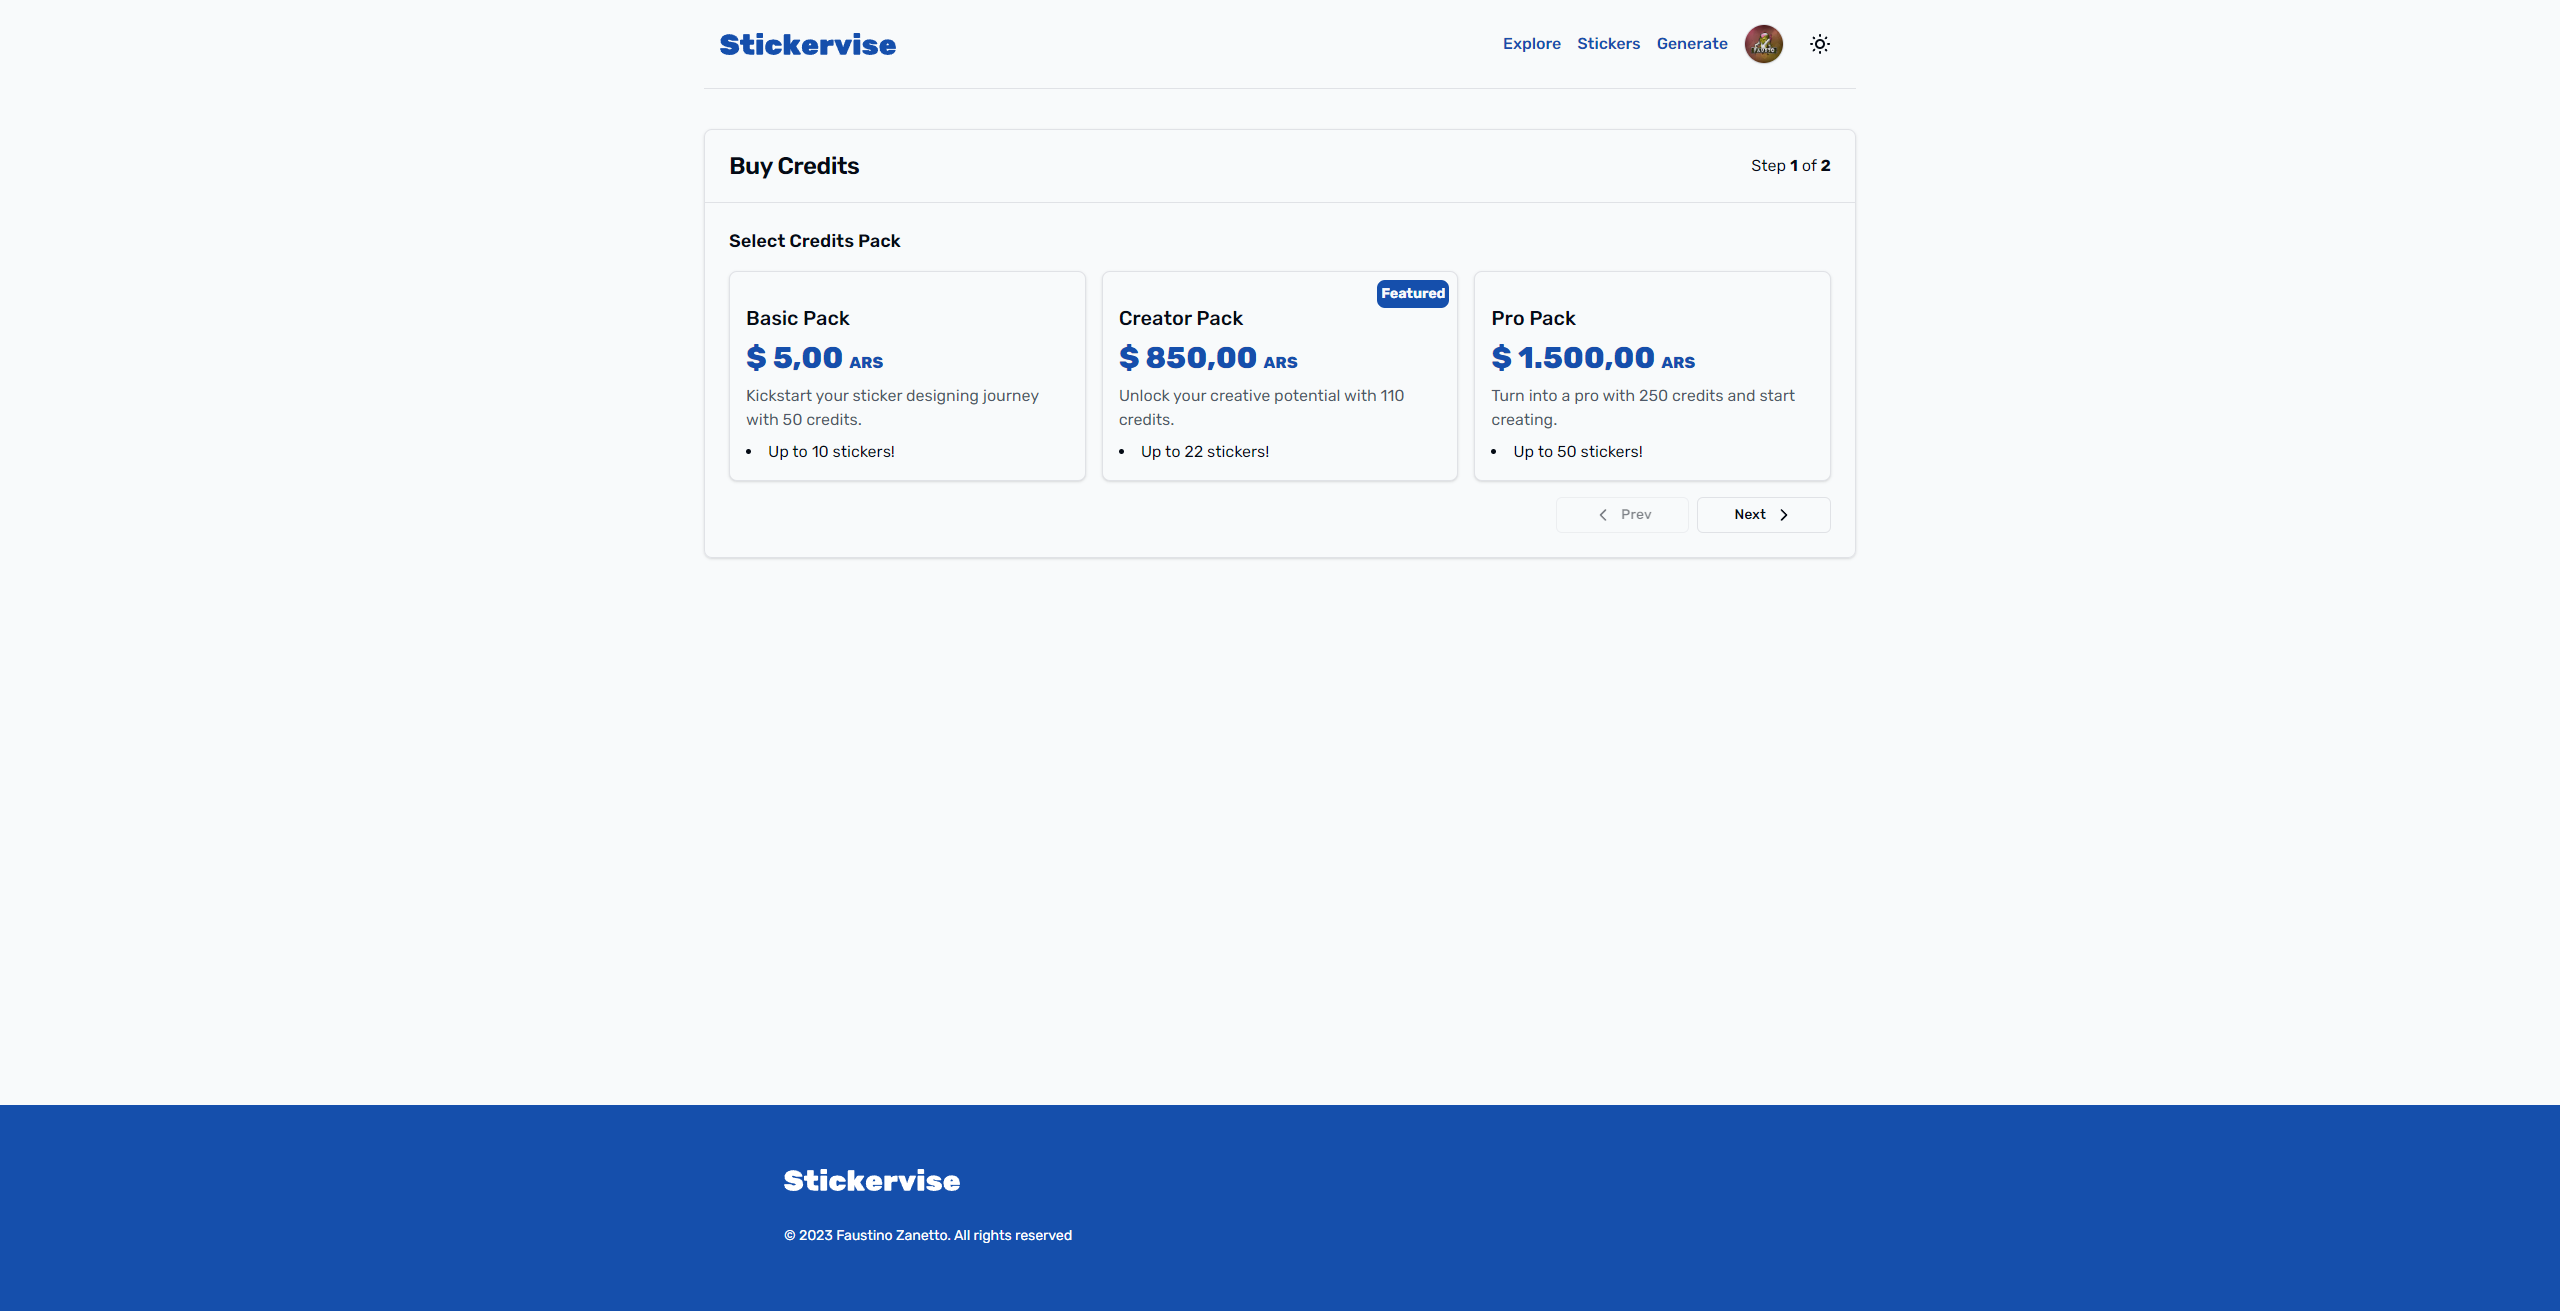 Stickervise
Explore Stickers Generate
FAUSTO
Buy Credits
Step 1 of 2
Select Credits Pack
Basic Pack
$ 5,00 ARS
Kickstart your sticker designing journey
with 50 credits.
• Up to 10 stickers!
Featured
Creator Pack
$ 850,00 ARS
Unlock your creative potential with 110
credits.
• Up to 22 stickers!
Pro Pack
$ 1.500,00 ARS
Turn into a pro with 250 credits and start
creating.
• Up to 50 stickers!
Prev
Next
Stickervise
© 2023 Faustino Zanetto. All rights reserved